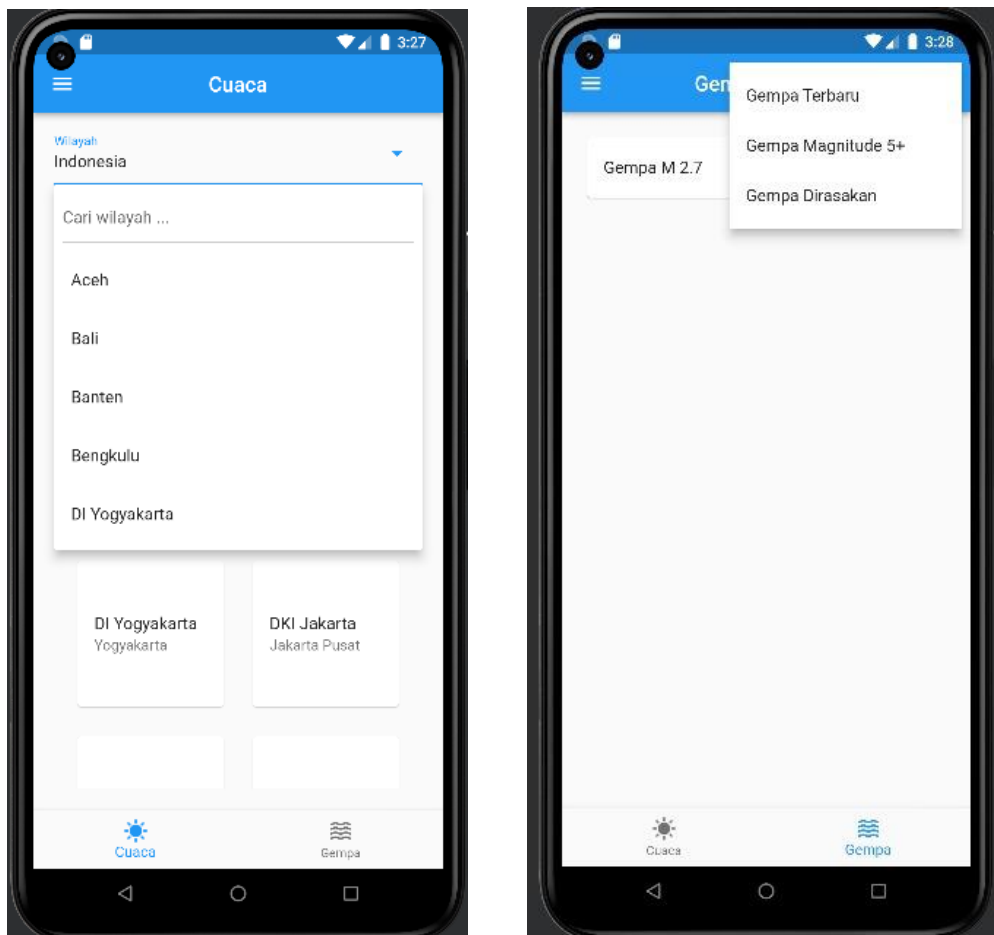 3:27
Cuaca
Wilayah
Indonesia
Cari wilayah ...
Aceh
Bali
Banten
Bengkulu
DI Yogyakarta
DI Yogyakarta
Yogyakarta
DKI Jakarta
Jakarta Pusat
Cuaca
Gempa
3:28
Gem
Gempa Terbaru
Gempa Magnitude 5+
Gempa Dirasakan
Gempa M 2.7
Cuaca
Gempa